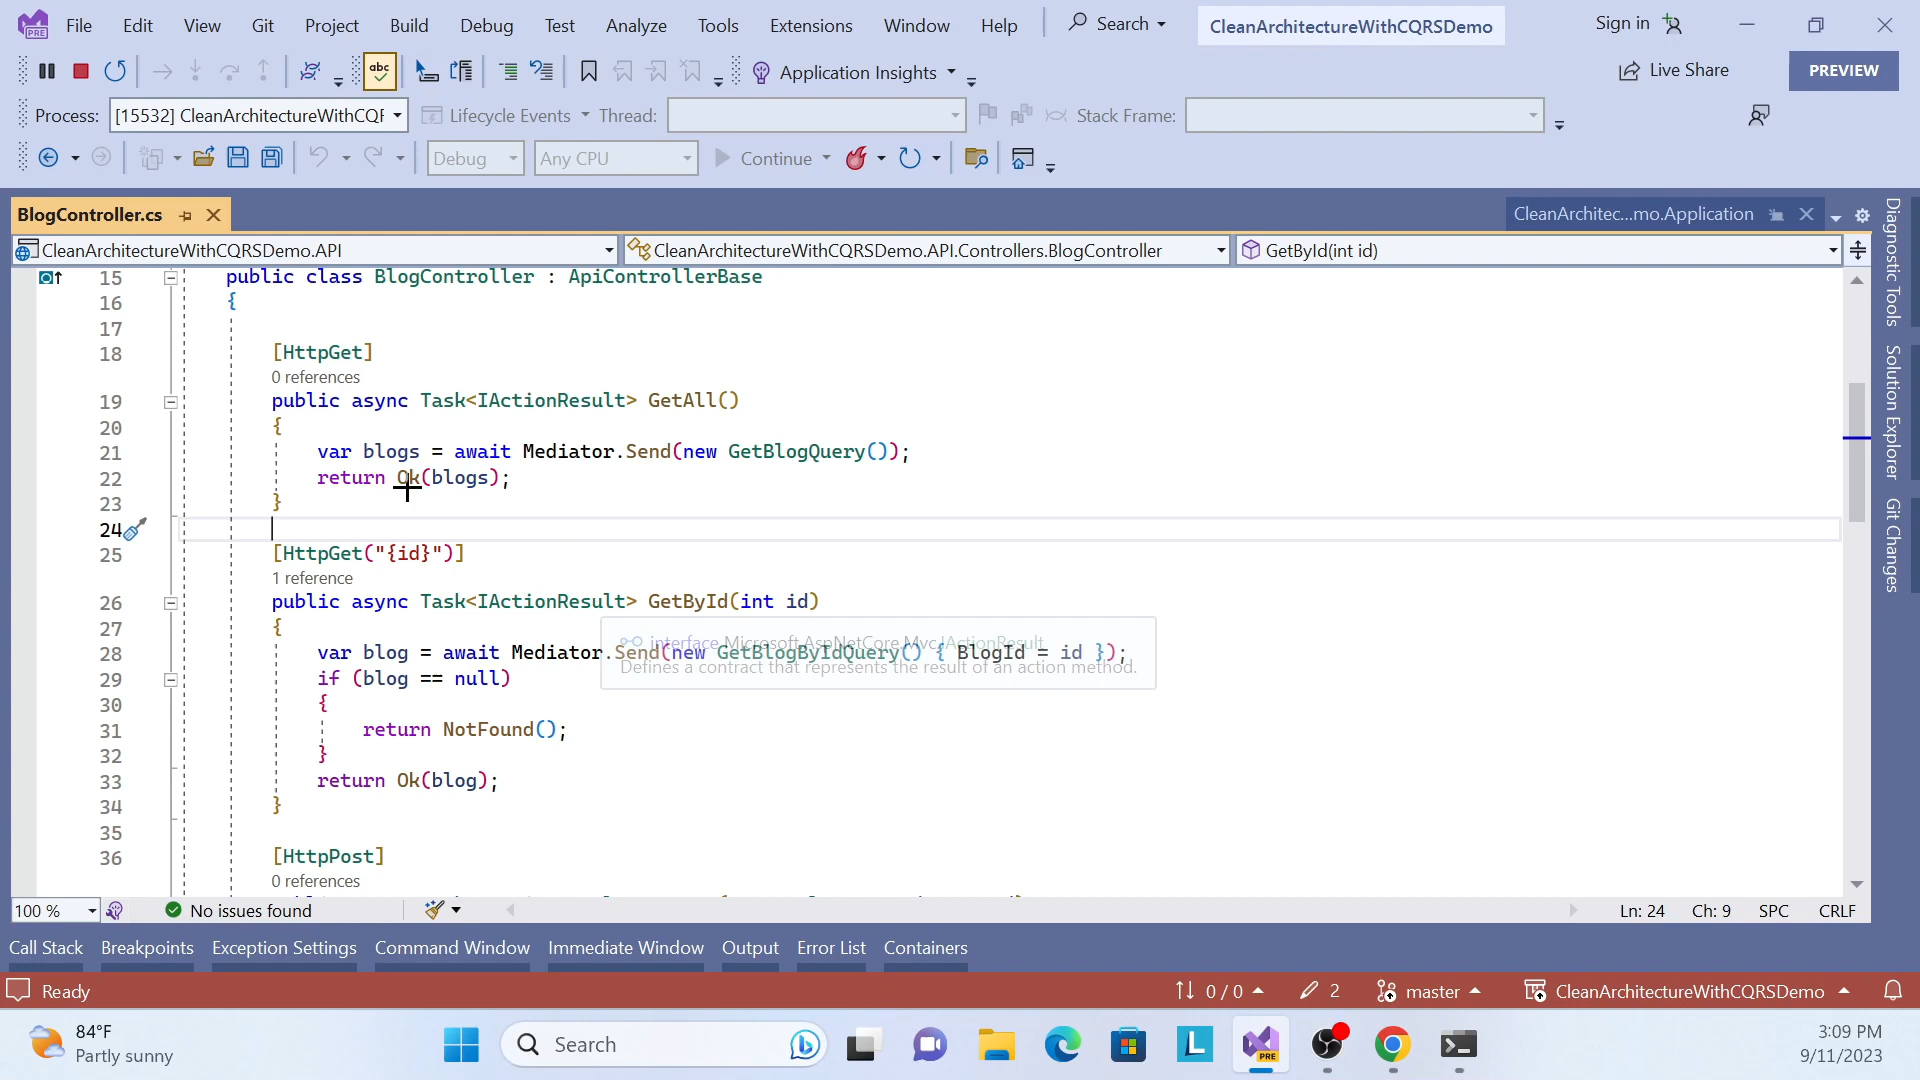 File Edit View Git Project Build Debug Test Analyze Tools Extensions Window Help Search CleanArchitectureWithCQRSDemo Sign in
PRE
abc Application Insights Live Share PREVIEW
Process: [15532] CleanArchitectureWithCQR Lifecycle Events Thread: Stack Frame:
Debug Any CPU Continue
BlogController.cs CleanArchitec...mo.Application
CleanArchitectureWithCQRSDemo.API CleanArchitectureWithCQRSDemo.API.Controllers.BlogController GetById(int id)
15 public class BlogController : ApiControllerBase
16 {
17
18 [HttpGet]
0 references
19 public async Task<IActionResult> GetAll()
20 {
21 var blogs = await Mediator.Send(new GetBlogQuery());
22 return Ok(blogs);
23 }
24
25 [HttpGet("{id}")]
1 reference
26 public async Task<IActionResult> GetById(int id)
27 {
interface Microsoft.AspNetCore.Mvc.IActionResult
28 var blog = await Mediator.Send(new GetBlogByIdQuery() { BlogId = id });
Defines a contract that represents the result of an action method.
29 if (blog == null)
30 {
31 return NotFound();
32 }
33 return Ok(blog);
34 }
35
36 [HttpPost]
0 references
100 % No issues found Ln: 24 Ch: 9 SPC CRLF
Diagnostic Tools
Solution Explorer
Git Changes
Call Stack Breakpoints Exception Settings Command Window Immediate Window Output Error List Containers
Ready 0 / 0 2 master CleanArchitectureWithCQRSDemo
84°F
Partly sunny
Search
L
PRE
3:09 PM
9/11/2023